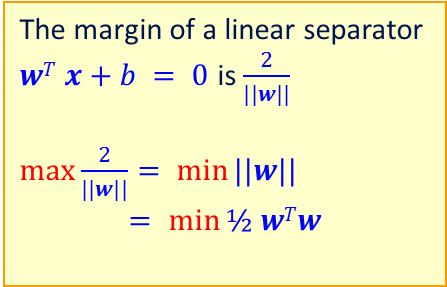 The margin of a linear separator
wᵀ x + b = 0 is 2/||w||
max 2/||w|| = min ||w||
= min ½ wᵀw